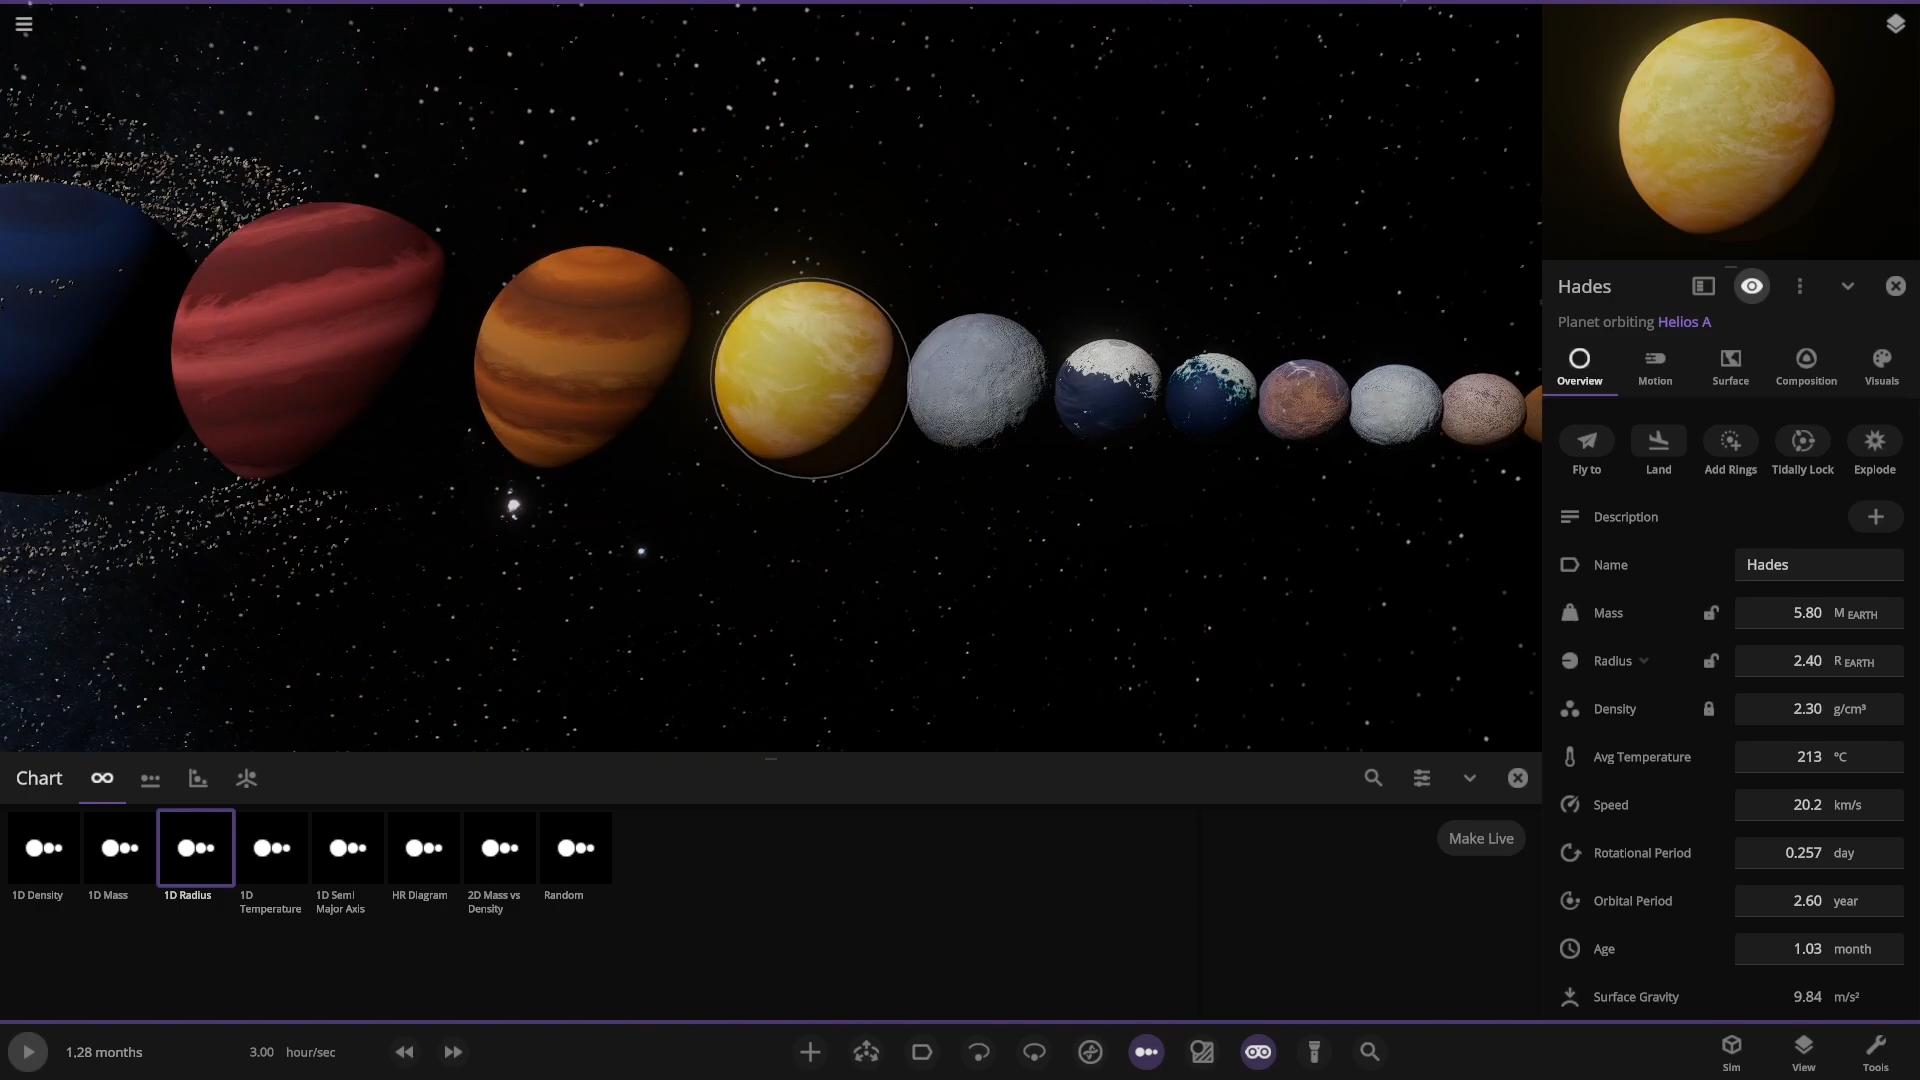 Hades
Planet orbiting Helios A
Overview
Motion
Surface
Composition
Visuals
Fly to
Land
Add Rings
Tidally Lock
Explode
Description
Name
Hades
Mass
5.80 M EARTH
Radius
2.40 R EARTH
Density
2.30 g/cm³
Avg Temperature
213 °C
Speed
20.2 km/s
Rotational Period
0.257 day
Orbital Period
2.60 year
Age
1.03 month
Surface Gravity
9.84 m/s²
Chart
Make Live
1D Density
1D Mass
1D Radius
1D
Temperature
1D Semi
Major Axis
HR Diagram
2D Mass vs
Density
Random
1.28 months
3.00 hour/sec
Sim
View
Tools